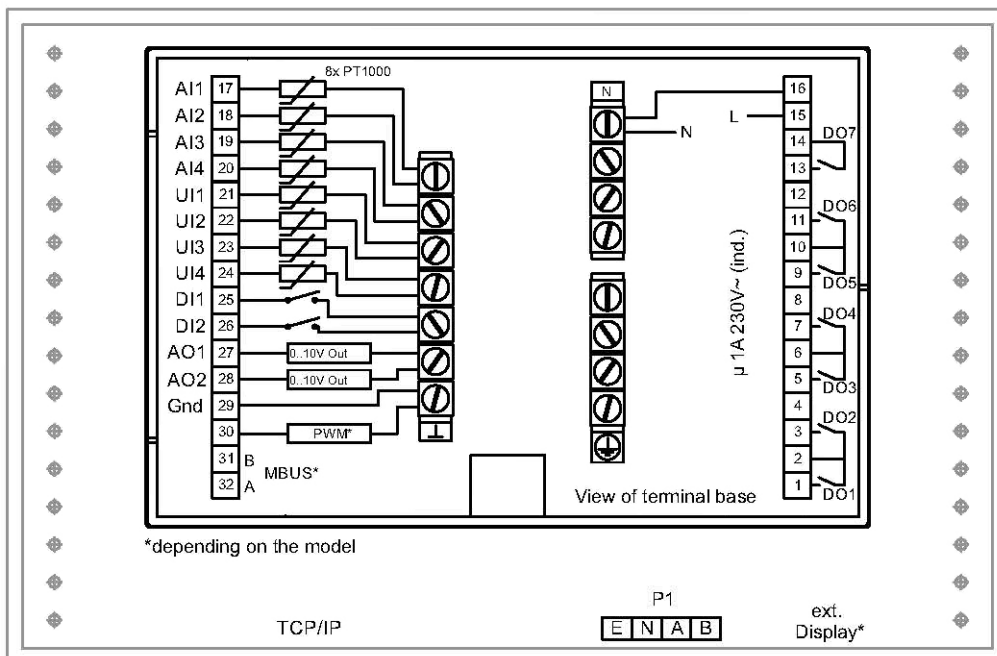 8x PT1000
AI1 17
AI2 18
AI3 19
AI4 20
UI1 21
UI2 22
UI3 23
UI4 24
DI1 25
DI2 26
AO1 27 0..10V Out
AO2 28 0..10V Out
Gnd 29
30 PWM*
31 B
MBUS*
32 A
N
N
L
µ 1A 230V~ (ind.)
16
15
DO7
14
13
12
DO6
11
10
9
DO5
8
DO4
7
6
5
DO3
4
DO2
3
2
1
DO1
View of terminal base
*depending on the model
TCP/IP
P1
E N A B
ext.
Display*